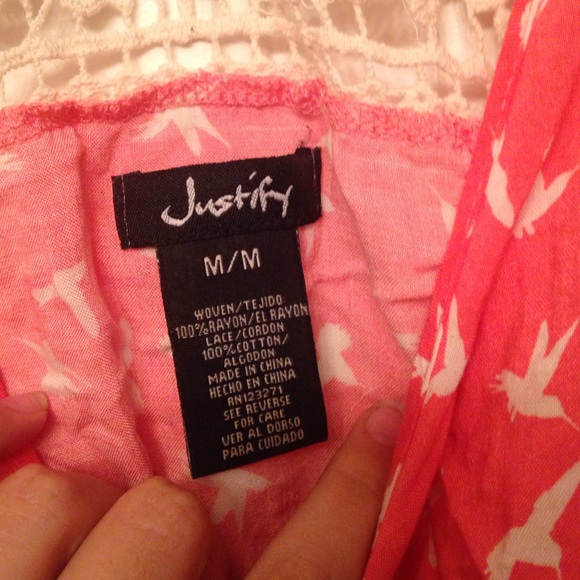 Justify
M/M
WOVEN/TEJIDO
100%RAYON/EL RAYON
LACE/CORDON
100%COTTON/
ALGODON
MADE IN CHINA
HECHO EN CHINA
RN123271
SEE REVERSE
FOR CARE
VER AL DORSO
PARA CUIDADO